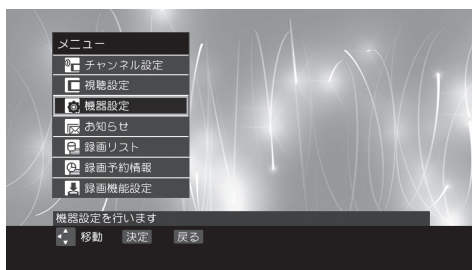 メニュー
チャンネル設定
視聴設定
機器設定
お知らせ
録画リスト
録画予約情報
録画機能設定
機器設定を行います
移動 決定 戻る